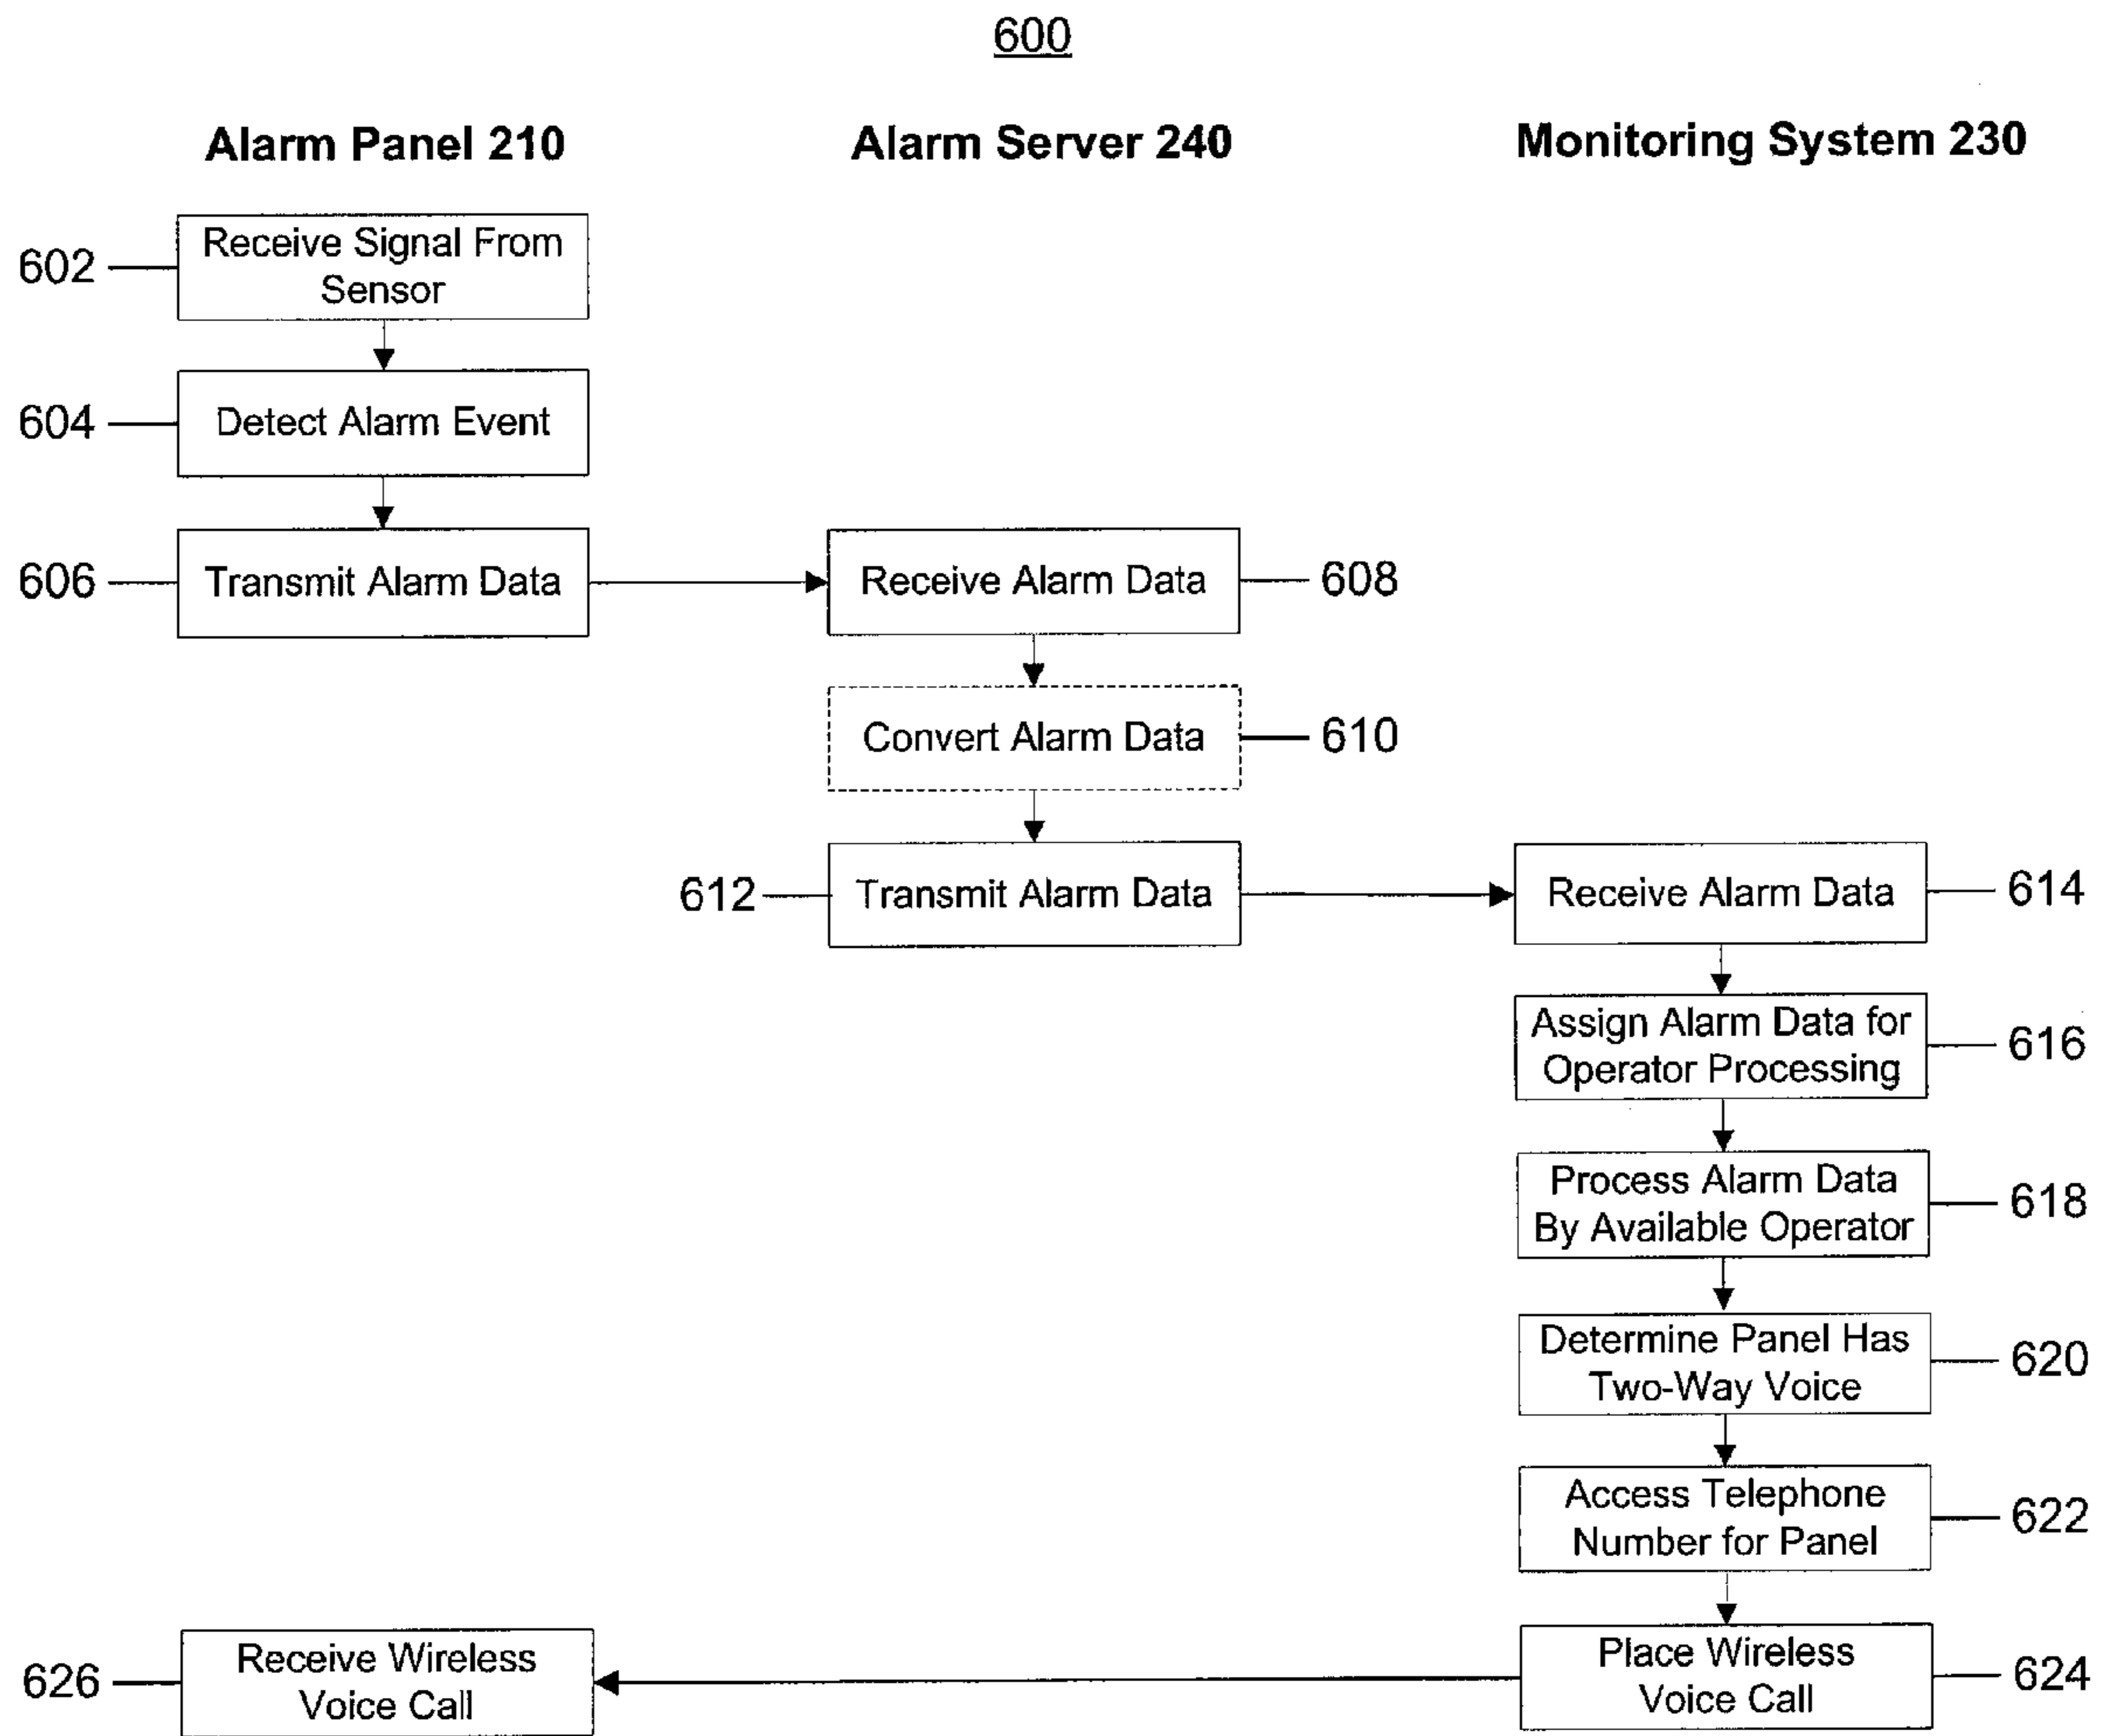 600
Alarm Panel 210
Alarm Server 240
Monitoring System 230
602
Receive Signal From
Sensor
604
Detect Alarm Event
606
Transmit Alarm Data
Receive Alarm Data
608
Convert Alarm Data
610
612
Transmit Alarm Data
Receive Alarm Data
614
Assign Alarm Data for
Operator Processing
616
Process Alarm Data
By Available Operator
618
Determine Panel Has
Two-Way Voice
620
Access Telephone
Number for Panel
622
626
Receive Wireless
Voice Call
Place Wireless
Voice Call
624